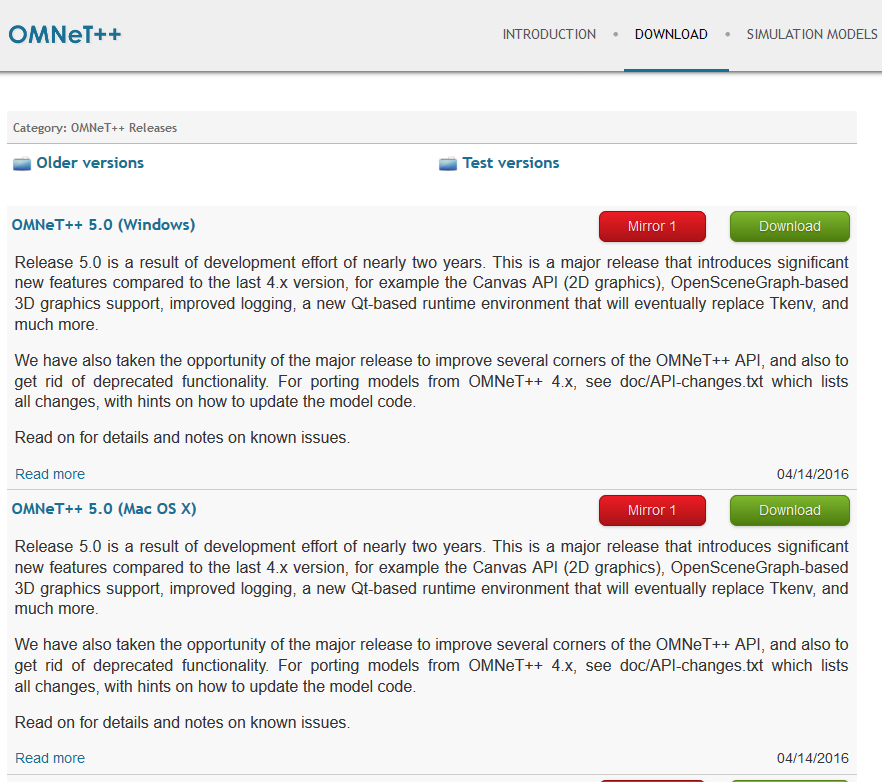 OMNeT++
INTRODUCTION • DOWNLOAD • SIMULATION MODELS
Category: OMNeT++ Releases
Older versions Test versions
OMNeT++ 5.0 (Windows) Mirror 1 Download
Release 5.0 is a result of development effort of nearly two years. This is a major release that introduces significant
new features compared to the last 4.x version, for example the Canvas API (2D graphics), OpenSceneGraph-based
3D graphics support, improved logging, a new Qt-based runtime environment that will eventually replace Tkenv, and
much more.
We have also taken the opportunity of the major release to improve several corners of the OMNeT++ API, and also to
get rid of deprecated functionality. For porting models from OMNeT++ 4.x, see doc/API-changes.txt which lists
all changes, with hints on how to update the model code.
Read on for details and notes on known issues.
Read more 04/14/2016
OMNeT++ 5.0 (Mac OS X) Mirror 1 Download
Release 5.0 is a result of development effort of nearly two years. This is a major release that introduces significant
new features compared to the last 4.x version, for example the Canvas API (2D graphics), OpenSceneGraph-based
3D graphics support, improved logging, a new Qt-based runtime environment that will eventually replace Tkenv, and
much more.
We have also taken the opportunity of the major release to improve several corners of the OMNeT++ API, and also to
get rid of deprecated functionality. For porting models from OMNeT++ 4.x, see doc/API-changes.txt which lists
all changes, with hints on how to update the model code.
Read on for details and notes on known issues.
Read more 04/14/2016